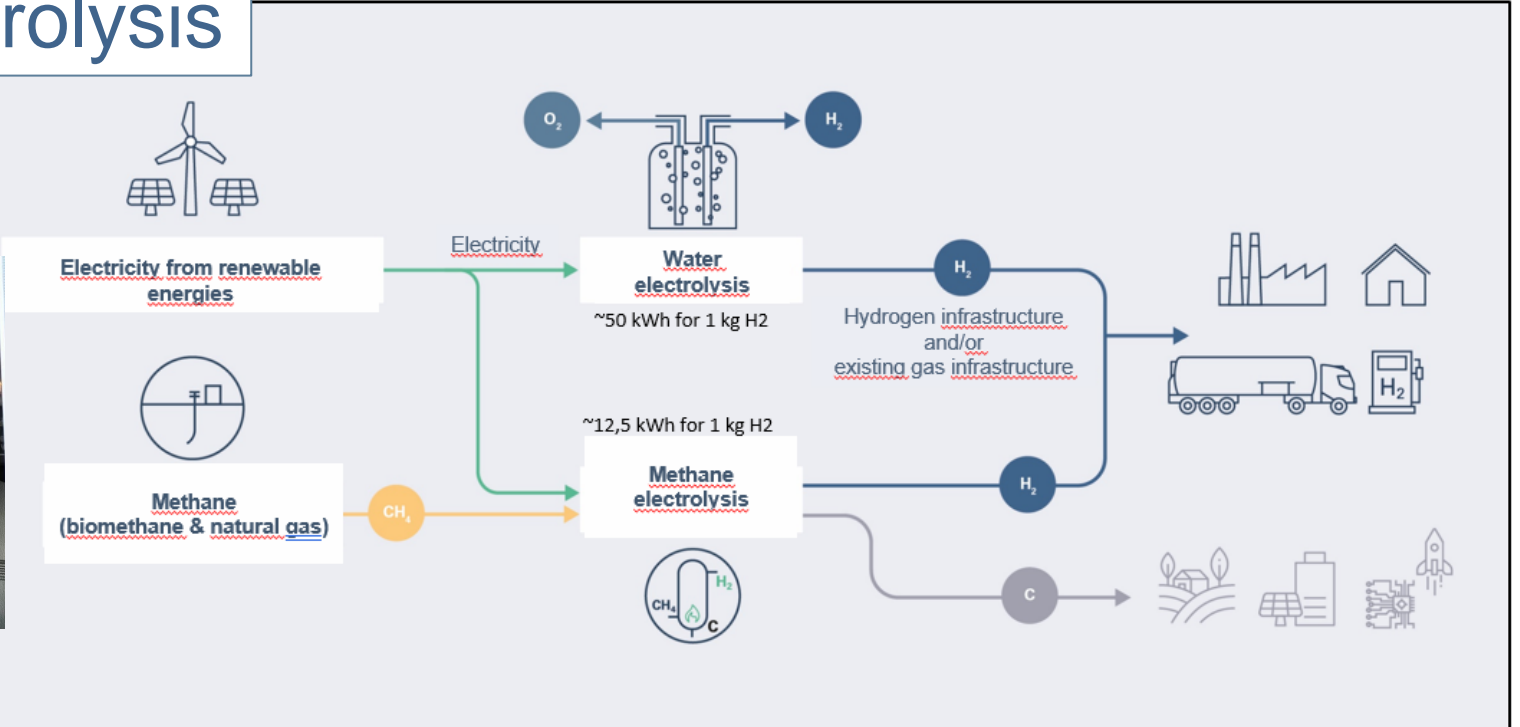 rolysis
O₂
H₂
Electricity
Electricity from renewable
energies
Water
electrolysis
~50 kWh for 1 kg H2
H₂
Hydrogen infrastructure
and/or
existing gas infrastructure
H₂
~12,5 kWh for 1 kg H2
Methane
(biomethane & natural gas)
CH₄
Methane
electrolysis
H₂
C
CH₄
H₂
C